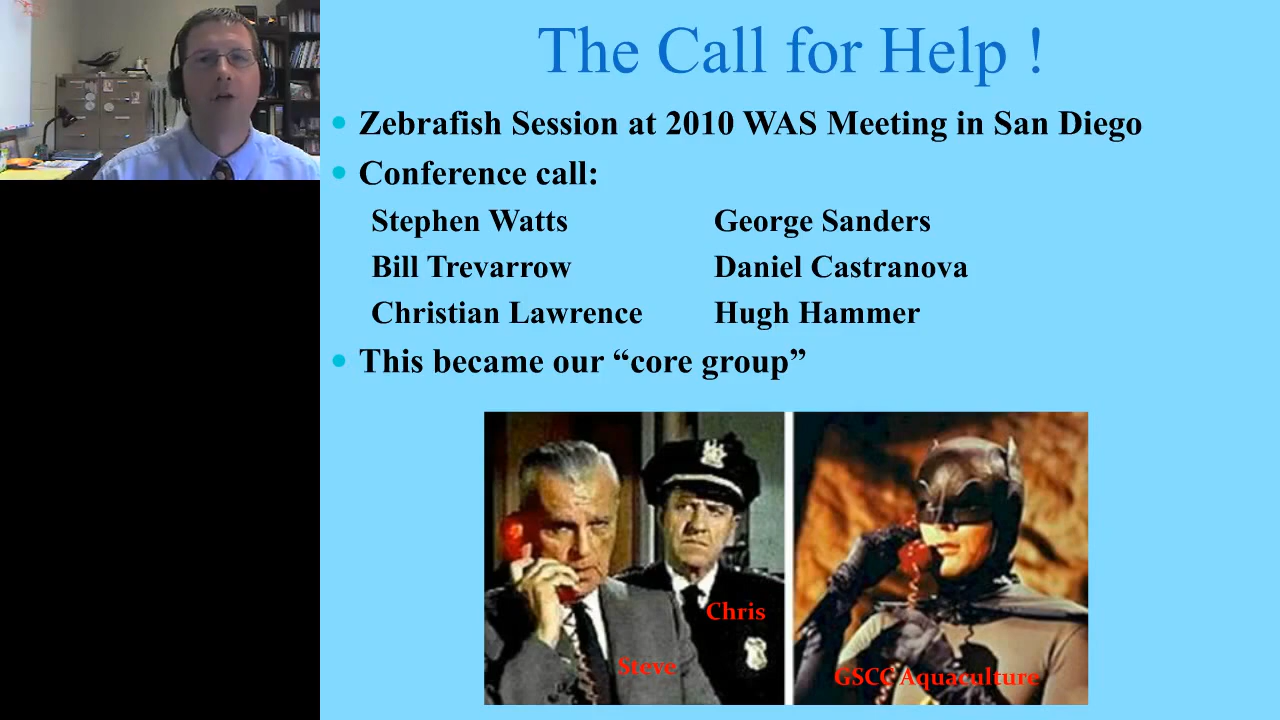 The Call for Help !
Zebrafish Session at 2010 WAS Meeting in San Diego
Conference call:
Stephen Watts George Sanders
Bill Trevarrow Daniel Castranova
Christian Lawrence Hugh Hammer
This became our “core group”
Chris
Steve
GSCC Aquaculture